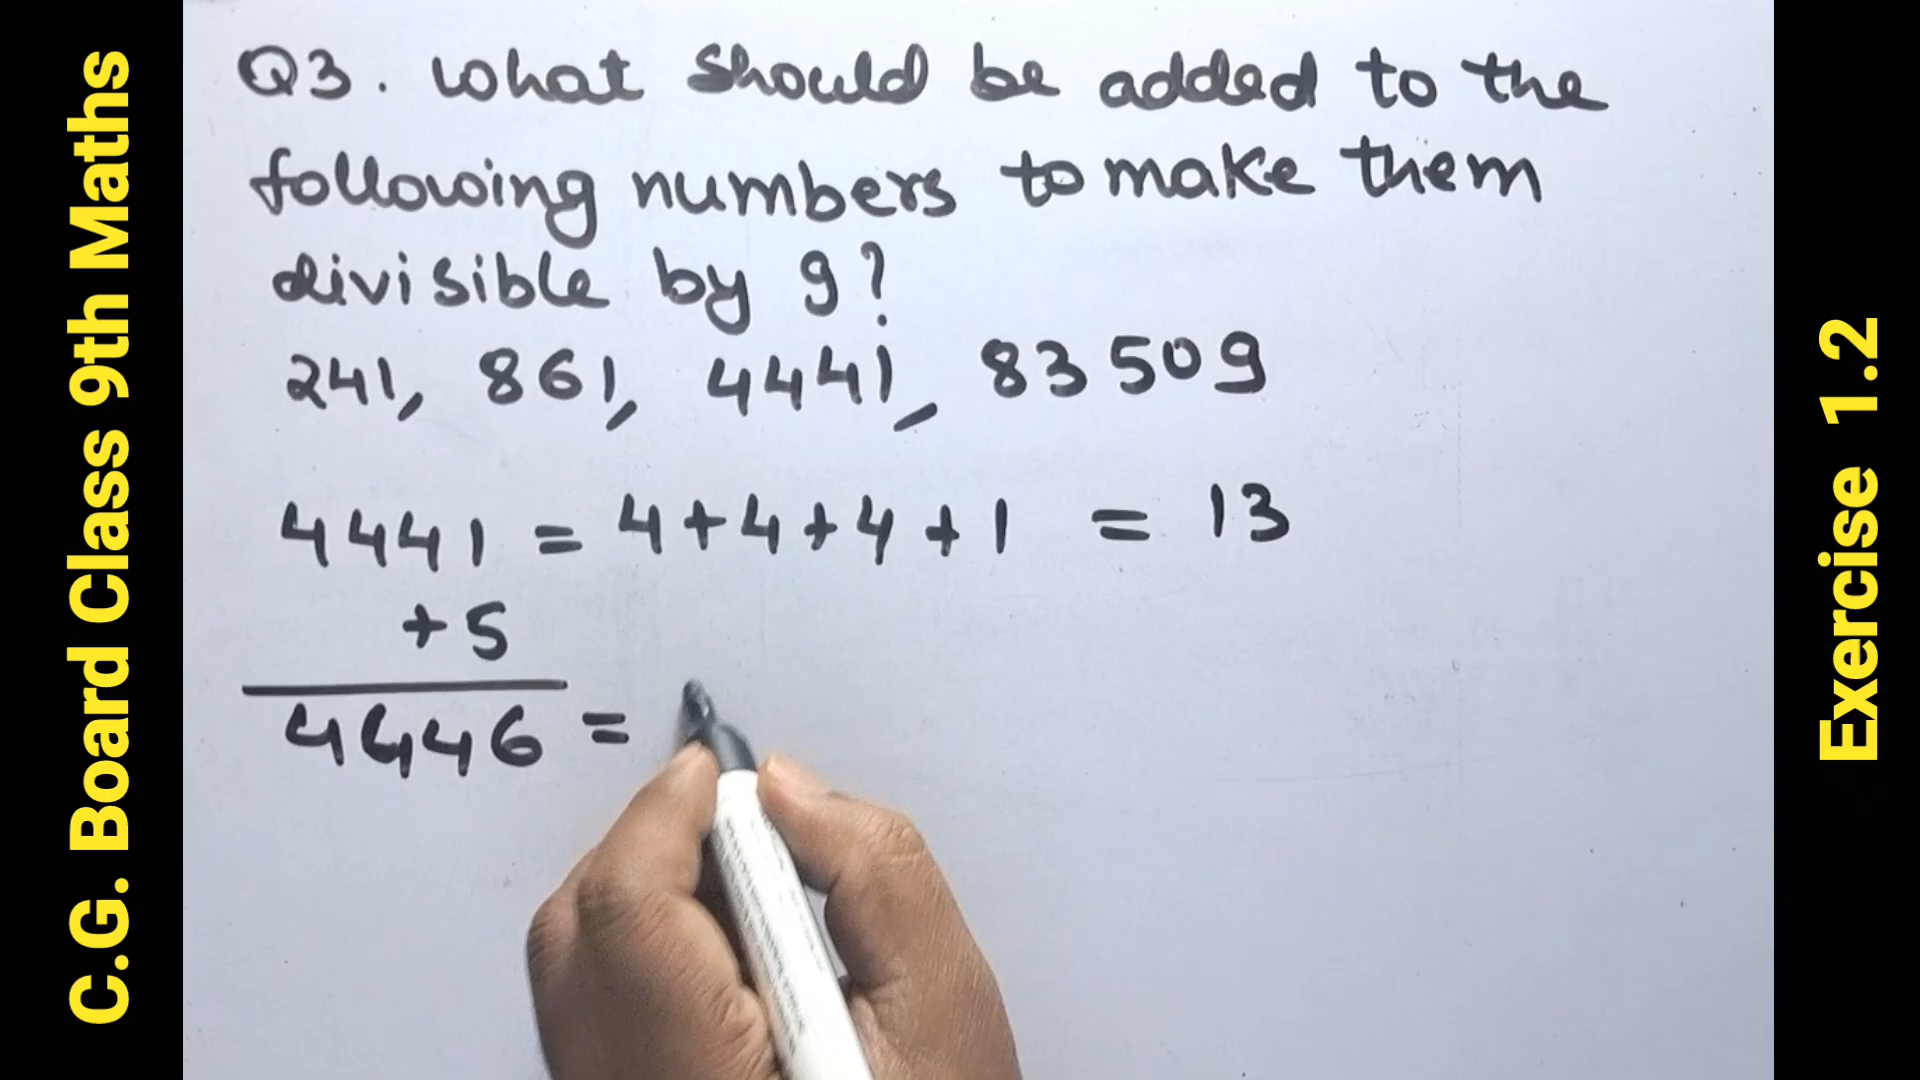 C.G. Board Class 9th Maths
Q3. What should be added to the
following numbers to make them
divisible by 9?
241, 861, 4441, 83509
4441 = 4+4+4+1 = 13
+5
4446 =
Exercise 1.2